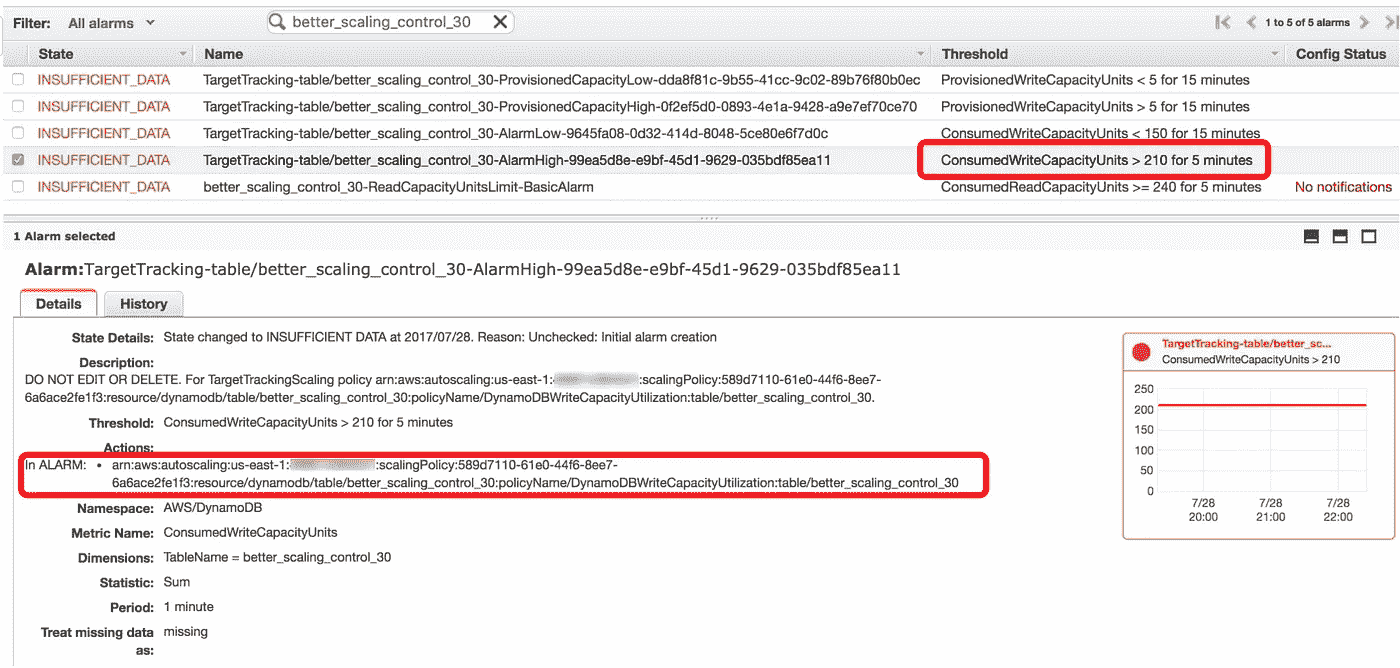 Filter: All alarms better_scaling_control_30 1 to 5 of 5 alarms
State Name Threshold Config Status
INSUFFICIENT_DATA TargetTracking-table/better_scaling_control_30-ProvisionedCapacityLow-dda8f81c-9b55-41cc-9c02-89b76f80b0ec ProvisionedWriteCapacityUnits < 5 for 15 minutes
INSUFFICIENT_DATA TargetTracking-table/better_scaling_control_30-ProvisionedCapacityHigh-0f2ef5d0-0893-4e1a-9428-a9e7ef70ce70 ProvisionedWriteCapacityUnits > 5 for 15 minutes
INSUFFICIENT_DATA TargetTracking-table/better_scaling_control_30-AlarmLow-9645fa08-0d32-414d-8048-5ce80e6f7d0c ConsumedWriteCapacityUnits < 150 for 15 minutes
INSUFFICIENT_DATA TargetTracking-table/better_scaling_control_30-AlarmHigh-99ea5d8e-e9bf-45d1-9629-035bdf85ea11 ConsumedWriteCapacityUnits > 210 for 5 minutes
INSUFFICIENT_DATA better_scaling_control_30-ReadCapacityUnitsLimit-BasicAlarm ConsumedReadCapacityUnits >= 240 for 5 minutes No notifications
1 Alarm selected
Alarm:TargetTracking-table/better_scaling_control_30-AlarmHigh-99ea5d8e-e9bf-45d1-9629-035bdf85ea11
Details History
State Details: State changed to INSUFFICIENT DATA at 2017/07/28. Reason: Unchecked: Initial alarm creation
Description:
DO NOT EDIT OR DELETE. For TargetTrackingScaling policy arn:aws:autoscaling:us-east-1: :scalingPolicy:589d7110-61e0-44f6-8ee7-
6a6ace2fe1f3:resource/dynamodb/table/better_scaling_control_30:policyName/DynamoDBWriteCapacityUtilization:table/better_scaling_control_30.
Threshold: ConsumedWriteCapacityUnits > 210 for 5 minutes
Actions:
In ALARM: • arn:aws:autoscaling:us-east-1: :scalingPolicy:589d7110-61e0-44f6-8ee7-
6a6ace2fe1f3:resource/dynamodb/table/better_scaling_control_30:policyName/DynamoDBWriteCapacityUtilization:table/better_scaling_control_30
Namespace: AWS/DynamoDB
Metric Name: ConsumedWriteCapacityUnits
Dimensions: TableName = better_scaling_control_30
Statistic: Sum
Period: 1 minute
Treat missing data missing
as:
TargetTracking-table/better_sc...
ConsumedWriteCapacityUnits > 210
250
200
150
100
50
0
7/28 7/28 7/28
20:00 21:00 22:00